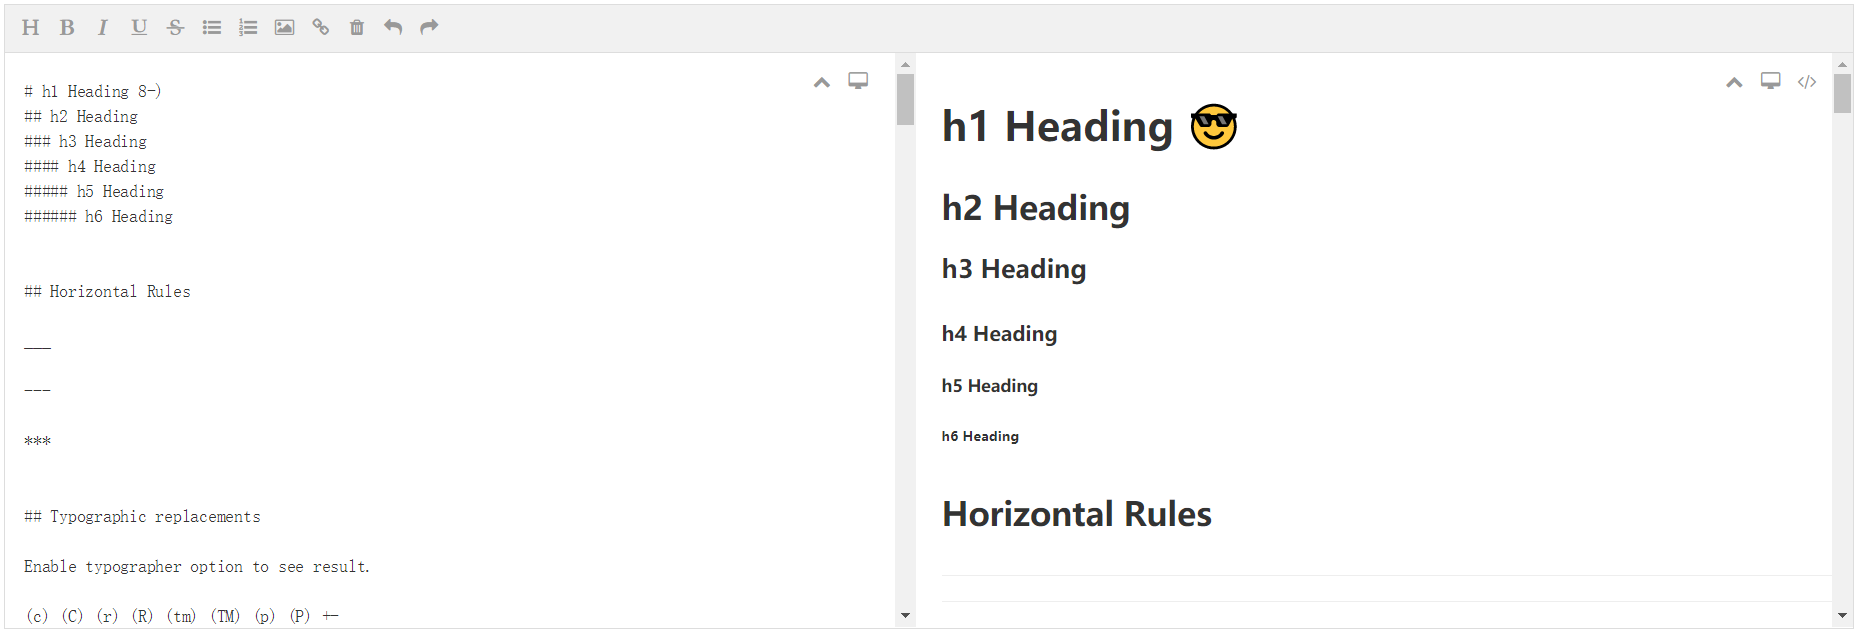 H B I U S
# h1 Heading 8-)
## h2 Heading
### h3 Heading
#### h4 Heading
##### h5 Heading
###### h6 Heading
## Horizontal Rules
___
---
***
## Typographic replacements
Enable typographer option to see result.
(c) (C) (r) (R) (tm) (TM) (p) (P) +-
</>
h1 Heading 😎
h2 Heading
h3 Heading
h4 Heading
h5 Heading
h6 Heading
Horizontal Rules